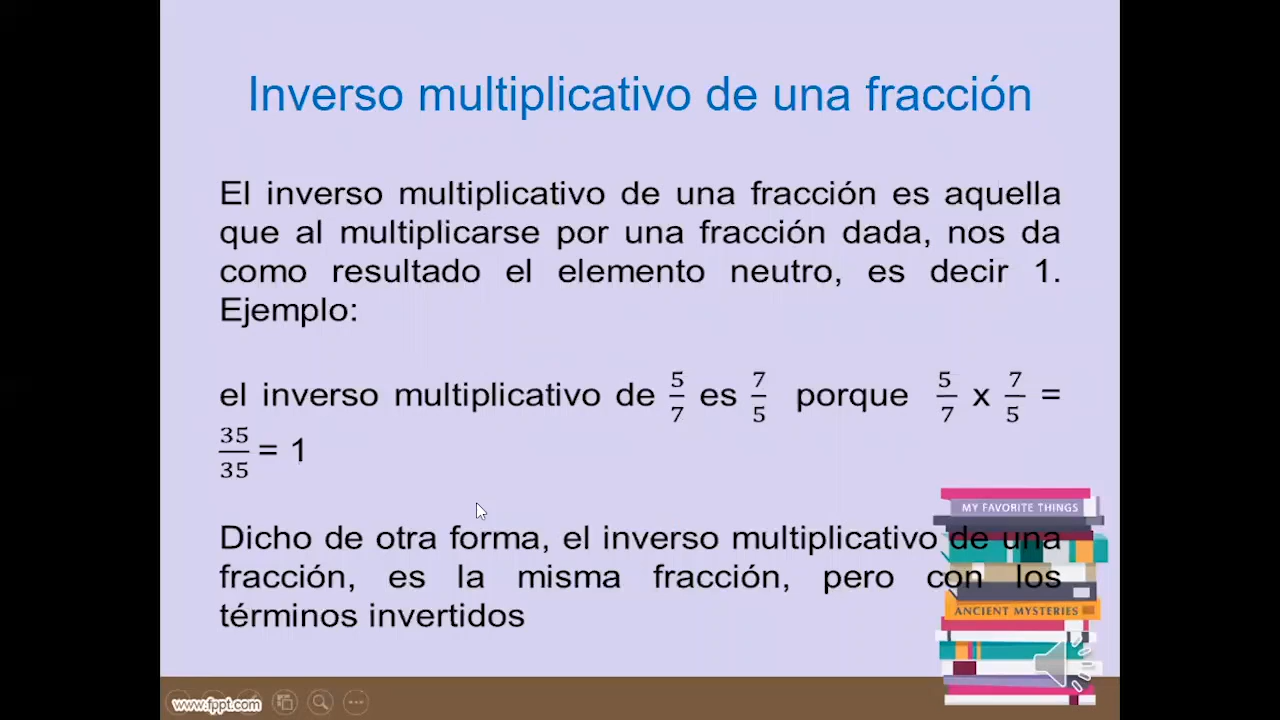 Inverso multiplicativo de una fracción
El inverso multiplicativo de una fracción es aquella
que al multiplicarse por una fracción dada, nos da
como resultado el elemento neutro, es decir 1.
Ejemplo:
el inverso multiplicativo de 5/7 es 7/5 porque 5/7 x 7/5 =
35/35 = 1
Dicho de otra forma, el inverso multiplicativo de una
fracción, es la misma fracción, pero con los
términos invertidos
MY FAVORITE THINGS
ANCIENT MYSTERIES
www.fppt.com